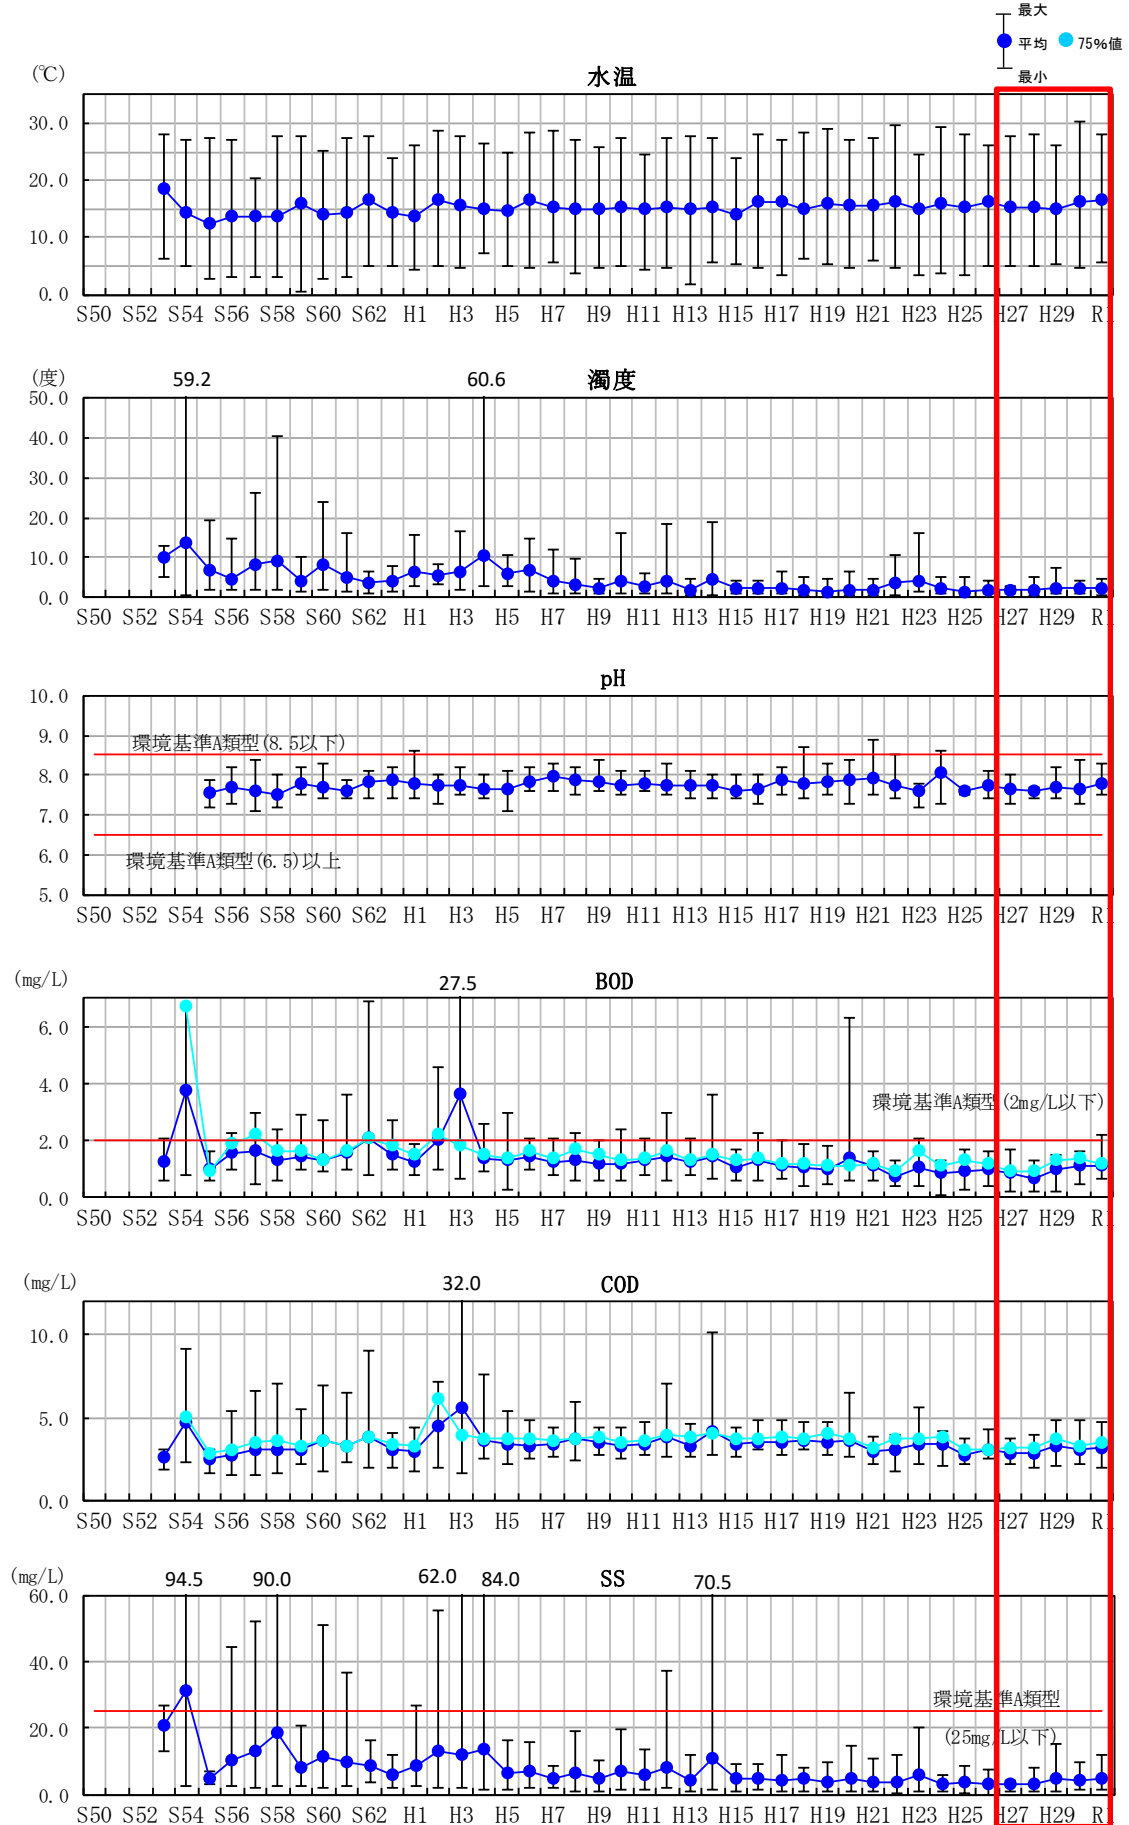 最大
平均 75%値
最小
(℃) 水温
30.0
20.0
10.0
0.0
S50 S52 S54 S56 S58 S60 S62 H1 H3 H5 H7 H9 H11 H13 H15 H17 H19 H21 H23 H25 H27 H29 R1
(度) 59.2 60.6 濁度
50.0
40.0
30.0
20.0
10.0
0.0
S50 S52 S54 S56 S58 S60 S62 H1 H3 H5 H7 H9 H11 H13 H15 H17 H19 H21 H23 H25 H27 H29 R1
pH
10.0
9.0
環境基準A類型(8.5以下)
8.0
7.0
6.0
環境基準A類型(6.5)以上
5.0
S50 S52 S54 S56 S58 S60 S62 H1 H3 H5 H7 H9 H11 H13 H15 H17 H19 H21 H23 H25 H27 H29 R1
(mg/L) 27.5 BOD
6.0
4.0
環境基準A類型(2mg/L以下)
2.0
0.0
S50 S52 S54 S56 S58 S60 S62 H1 H3 H5 H7 H9 H11 H13 H15 H17 H19 H21 H23 H25 H27 H29 R1
(mg/L) 32.0 COD
10.0
5.0
0.0
S50 S52 S54 S56 S58 S60 S62 H1 H3 H5 H7 H9 H11 H13 H15 H17 H19 H21 H23 H25 H27 H29 R1
(mg/L) 94.5 90.0 62.0 84.0 SS 70.5
60.0
40.0
環境基準A類型
20.0
(25mg/L以下)
0.0
S50 S52 S54 S56 S58 S60 S62 H1 H3 H5 H7 H9 H11 H13 H15 H17 H19 H21 H23 H25 H27 H29 R1